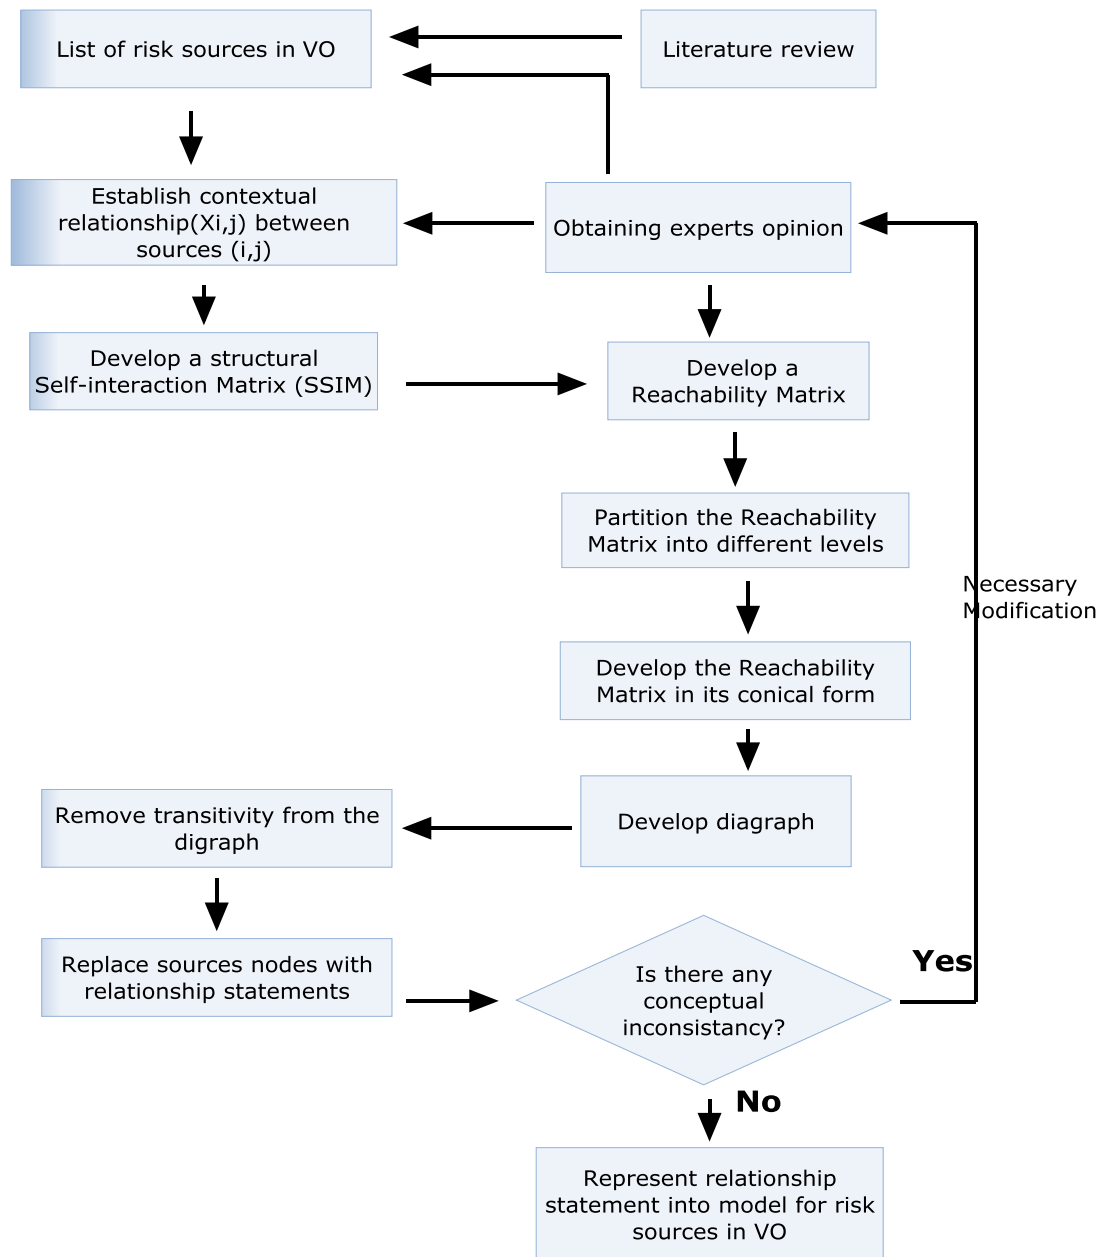 List of risk sources in VO
Literature review
Establish contextual
relationship(Xi,j) between
sources (i,j)
Obtaining experts opinion
Develop a structural
Self-interaction Matrix (SSIM)
Develop a
Reachability Matrix
Partition the Reachability
Matrix into different levels
Necessary
Modification
Develop the Reachability
Matrix in its conical form
Remove transitivity from the
digraph
Develop diagraph
Replace sources nodes with
relationship statements
Is there any
conceptual
inconsistancy?
Yes
No
Represent relationship
statement into model for risk
sources in VO